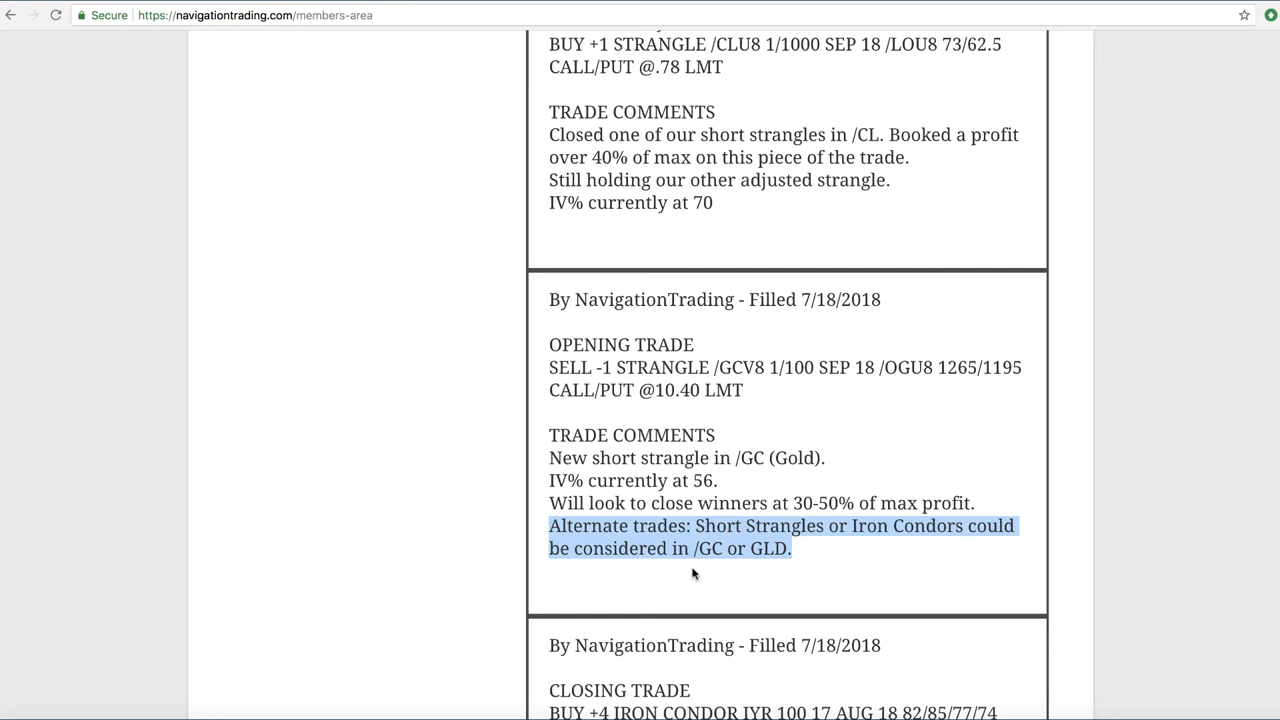 Secure https://navigationtrading.com/members-area
BUY +1 STRANGLE /CLU8 1/1000 SEP 18 /LOU8 73/62.5
CALL/PUT @.78 LMT
TRADE COMMENTS
Closed one of our short strangles in /CL. Booked a profit
over 40% of max on this piece of the trade.
Still holding our other adjusted strangle.
IV% currently at 70
By NavigationTrading - Filled 7/18/2018
OPENING TRADE
SELL -1 STRANGLE /GCV8 1/100 SEP 18 /OGU8 1265/1195
CALL/PUT @10.40 LMT
TRADE COMMENTS
New short strangle in /GC (Gold).
IV% currently at 56.
Will look to close winners at 30-50% of max profit.
Alternate trades: Short Strangles or Iron Condors could
be considered in /GC or GLD.
By NavigationTrading - Filled 7/18/2018
CLOSING TRADE
BUY +4 IRON CONDOR IYR 100 17 AUG 18 82/85/77/74